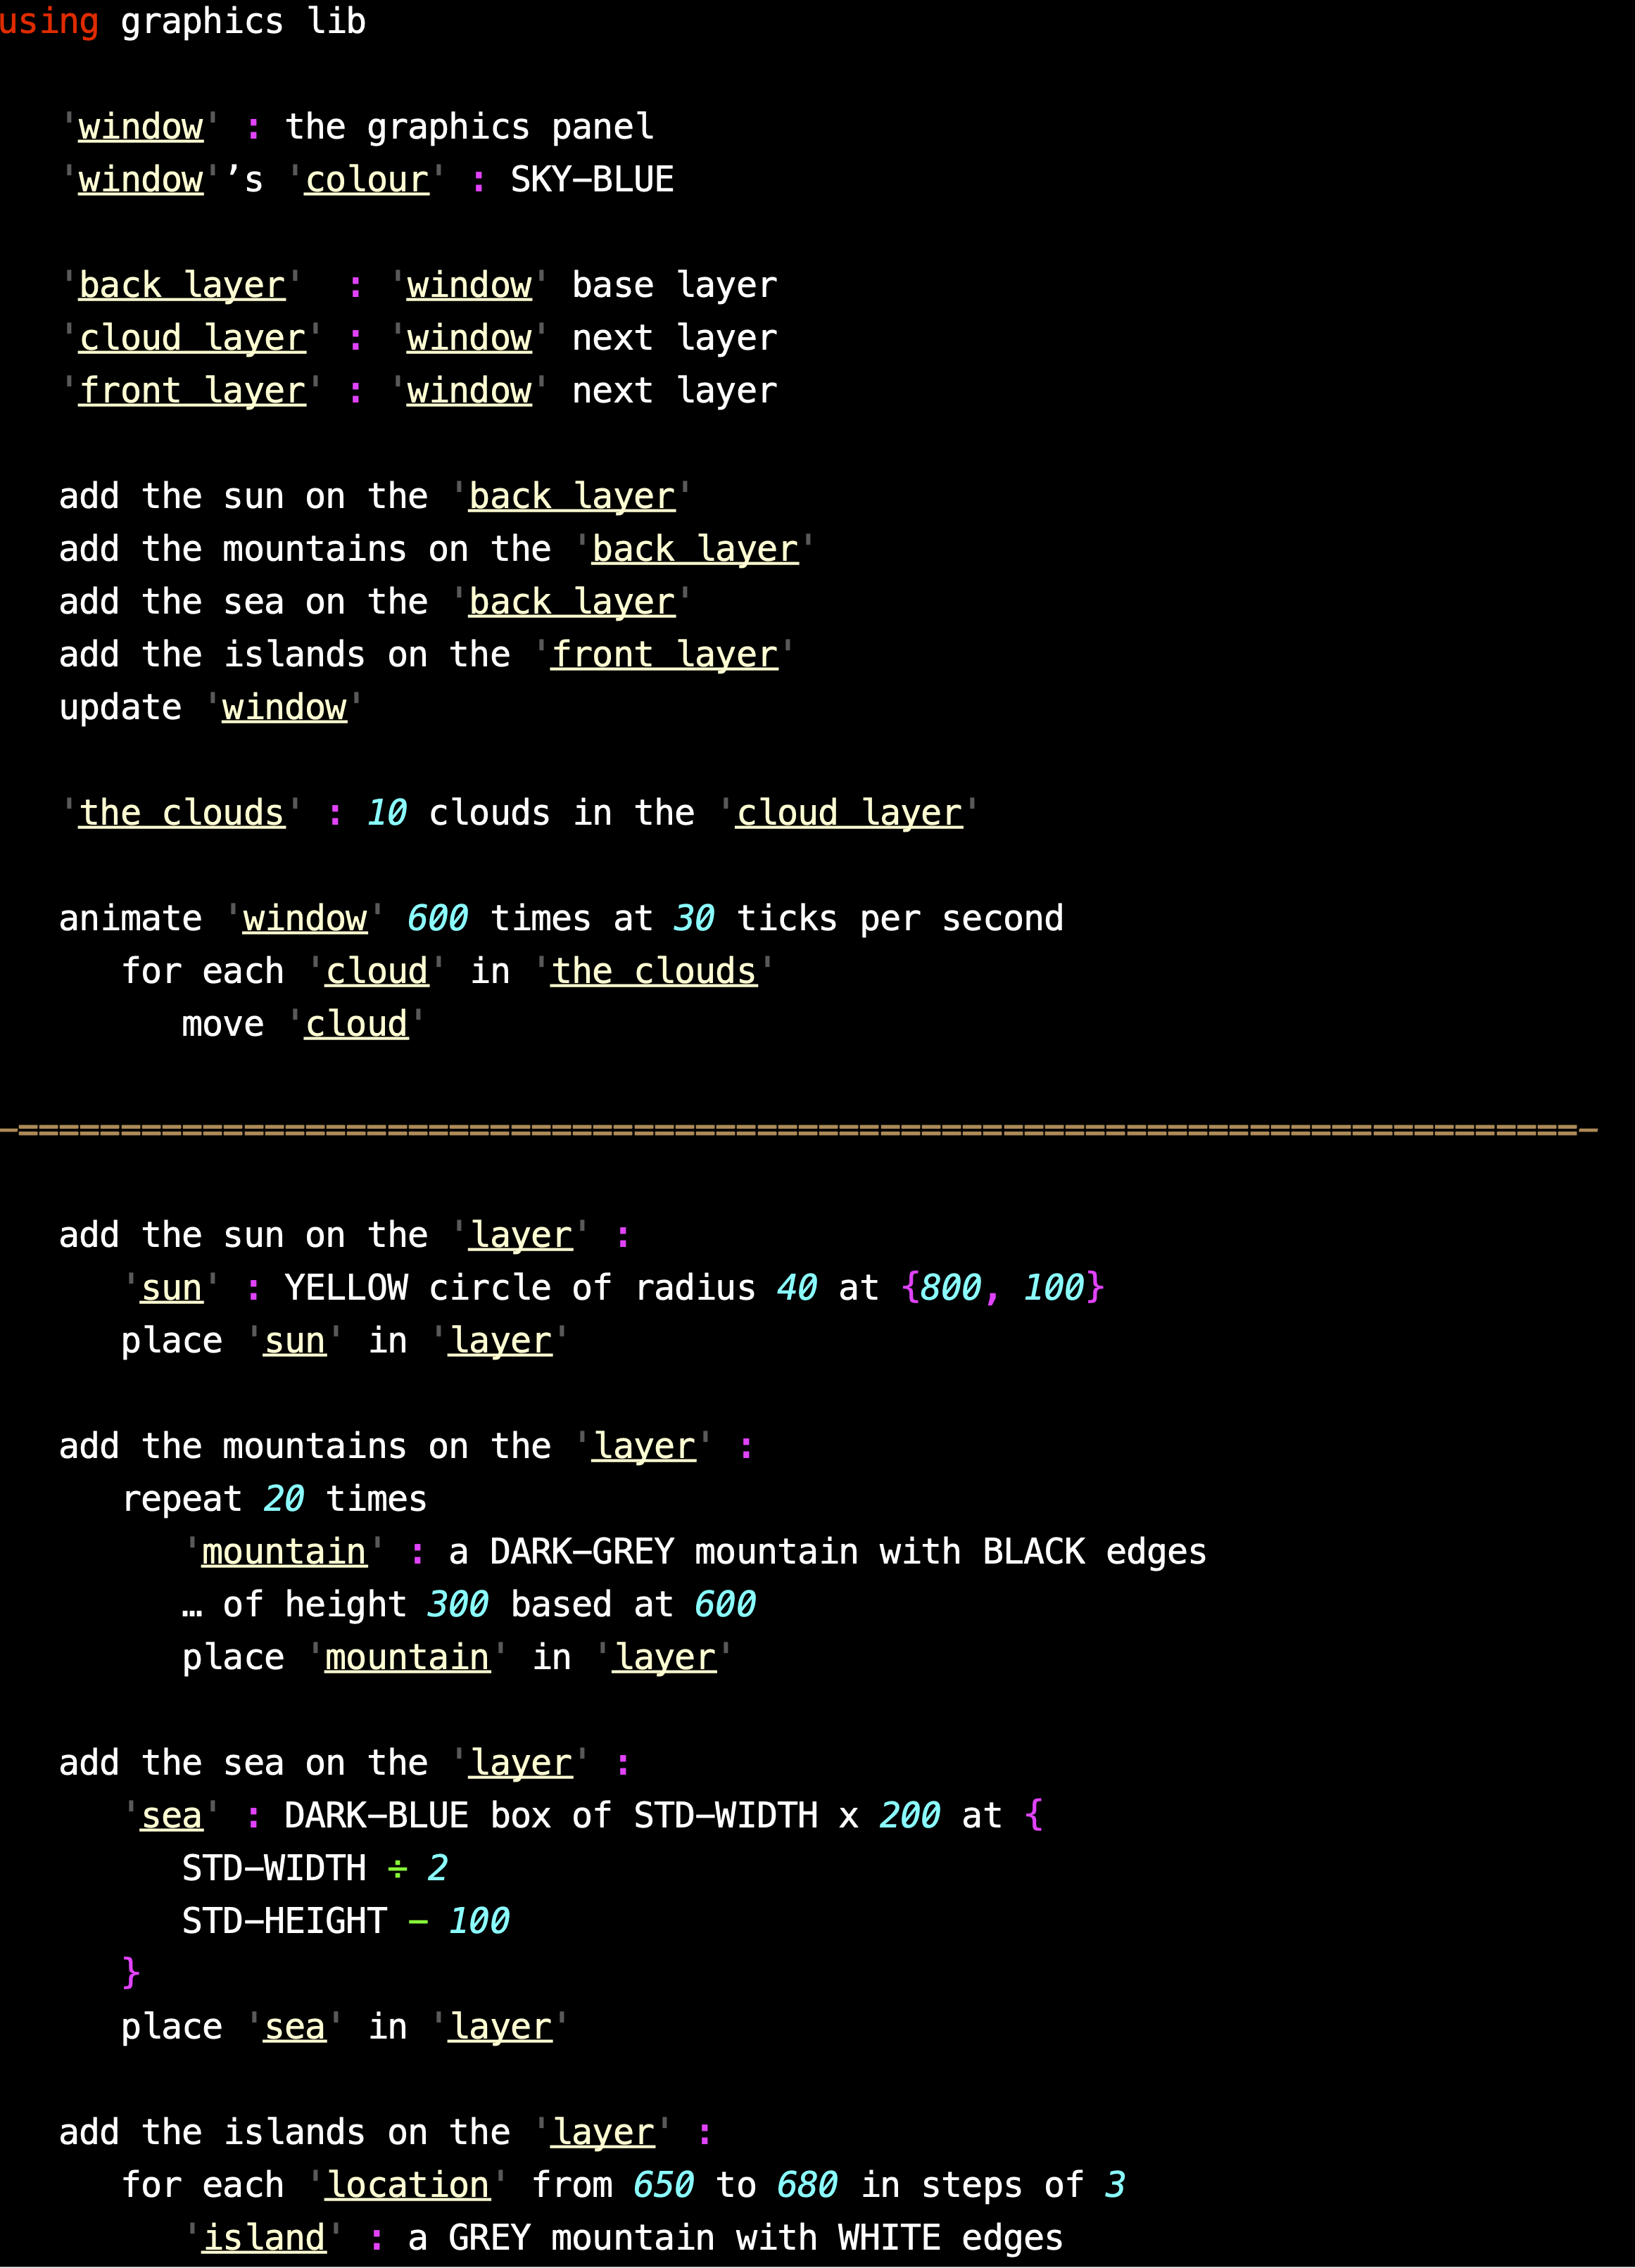 using graphics lib
'window' : the graphics panel
'window'’s 'colour' : SKY–BLUE
'back layer' : 'window' base layer
'cloud layer' : 'window' next layer
'front layer' : 'window' next layer
add the sun on the 'back layer'
add the mountains on the 'back layer'
add the sea on the 'back layer'
add the islands on the 'front layer'
update 'window'
'the clouds' : 10 clouds in the 'cloud layer'
animate 'window' 600 times at 30 ticks per second
for each 'cloud' in 'the clouds'
move 'cloud'
–============================================================================–
add the sun on the 'layer' :
'sun' : YELLOW circle of radius 40 at {800, 100}
place 'sun' in 'layer'
add the mountains on the 'layer' :
repeat 20 times
'mountain' : a DARK–GREY mountain with BLACK edges
… of height 300 based at 600
place 'mountain' in 'layer'
add the sea on the 'layer' :
'sea' : DARK–BLUE box of STD–WIDTH x 200 at {
STD–WIDTH ÷ 2
STD–HEIGHT – 100
}
place 'sea' in 'layer'
add the islands on the 'layer' :
for each 'location' from 650 to 680 in steps of 3
'island' : a GREY mountain with WHITE edges